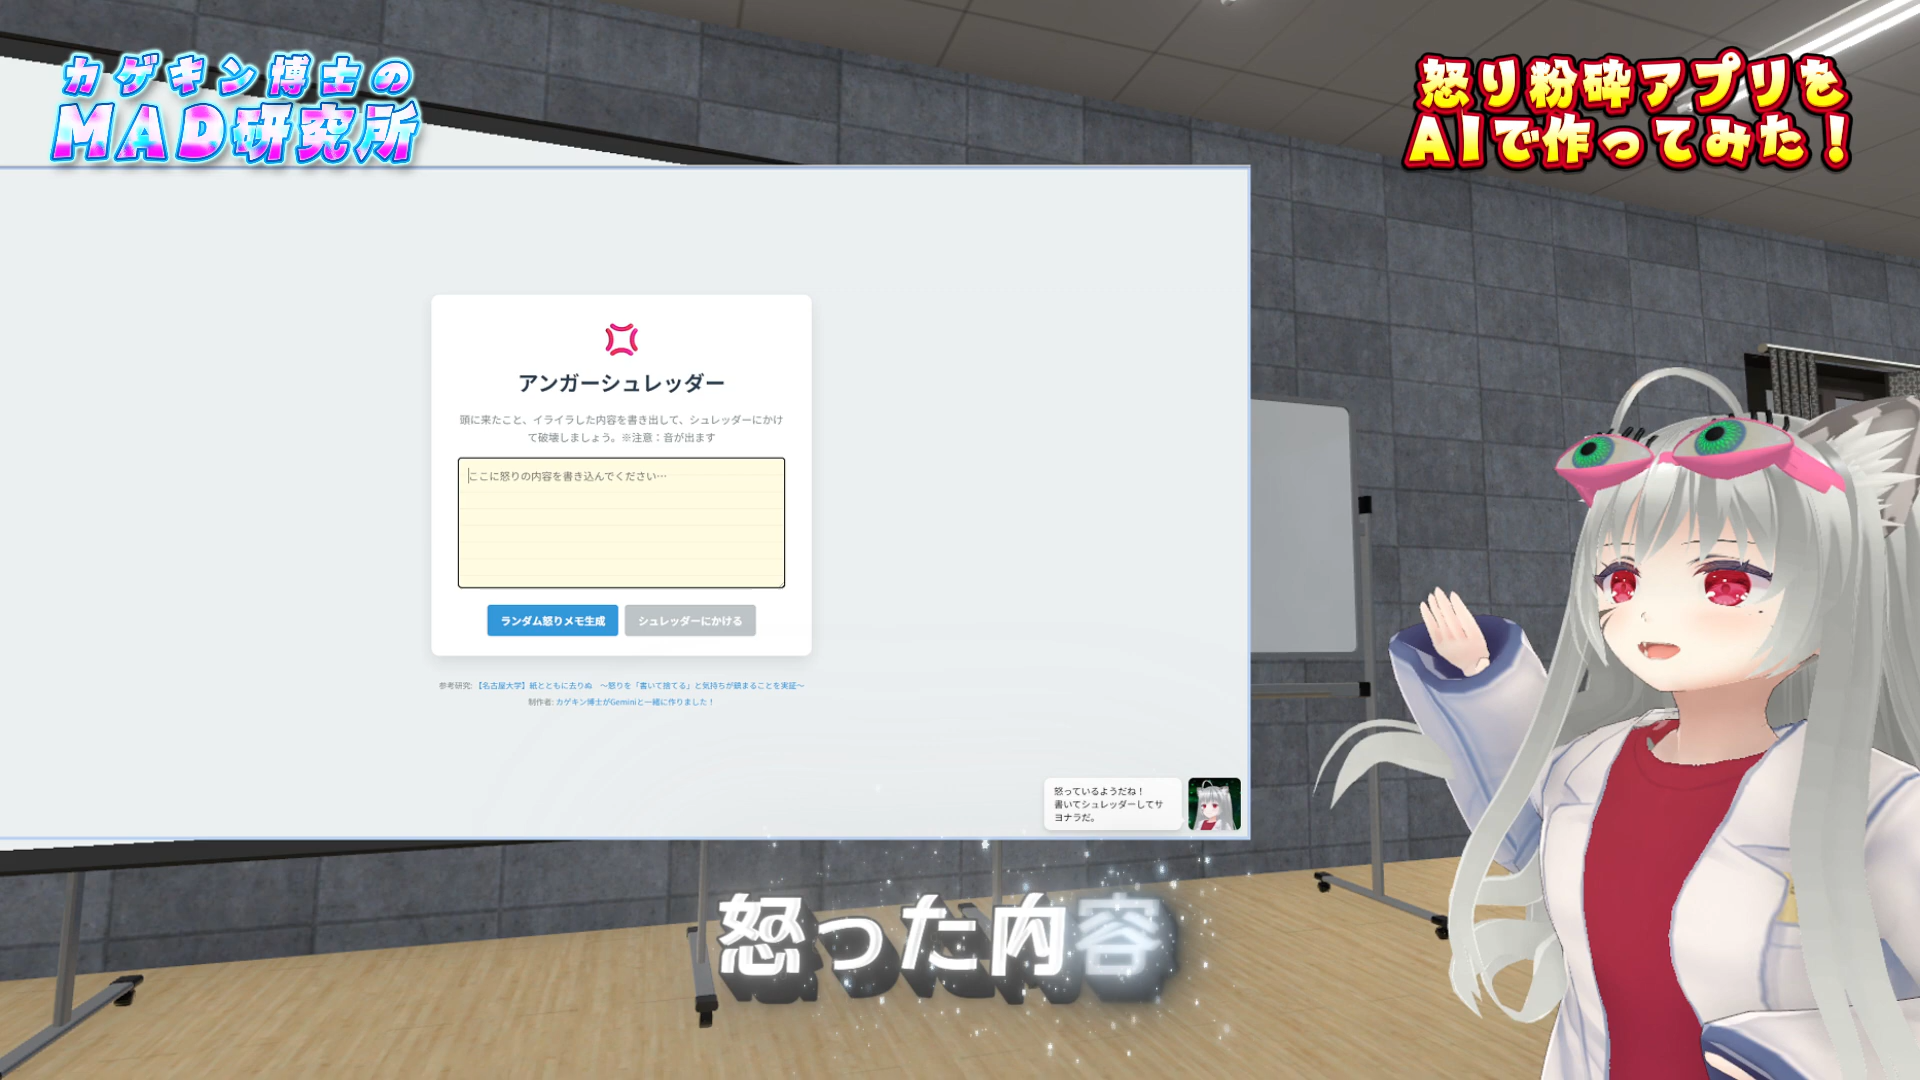 カゲキン博士の
MAD研究所
怒り粉砕アプリを
AIで作ってみた！
アンガーシュレッダー
頭に来たこと、イライラした内容を書き出して、シュレッダーにかけ
て破壊しましょう。※注意：音が出ます
ここに怒りの内容を書き込んでください…
ランダム怒りメモ生成
シュレッダーにかける
参考研究: 【名古屋大学】紙とともに去りぬ　～怒りを「書いて捨てる」と気持ちが鎮まることを実証～
制作者: カゲキン博士がGeminiと一緒に作りました！
怒っているようだね！
書いてシュレッダーしてサ
ヨナラだ。
怒った内容